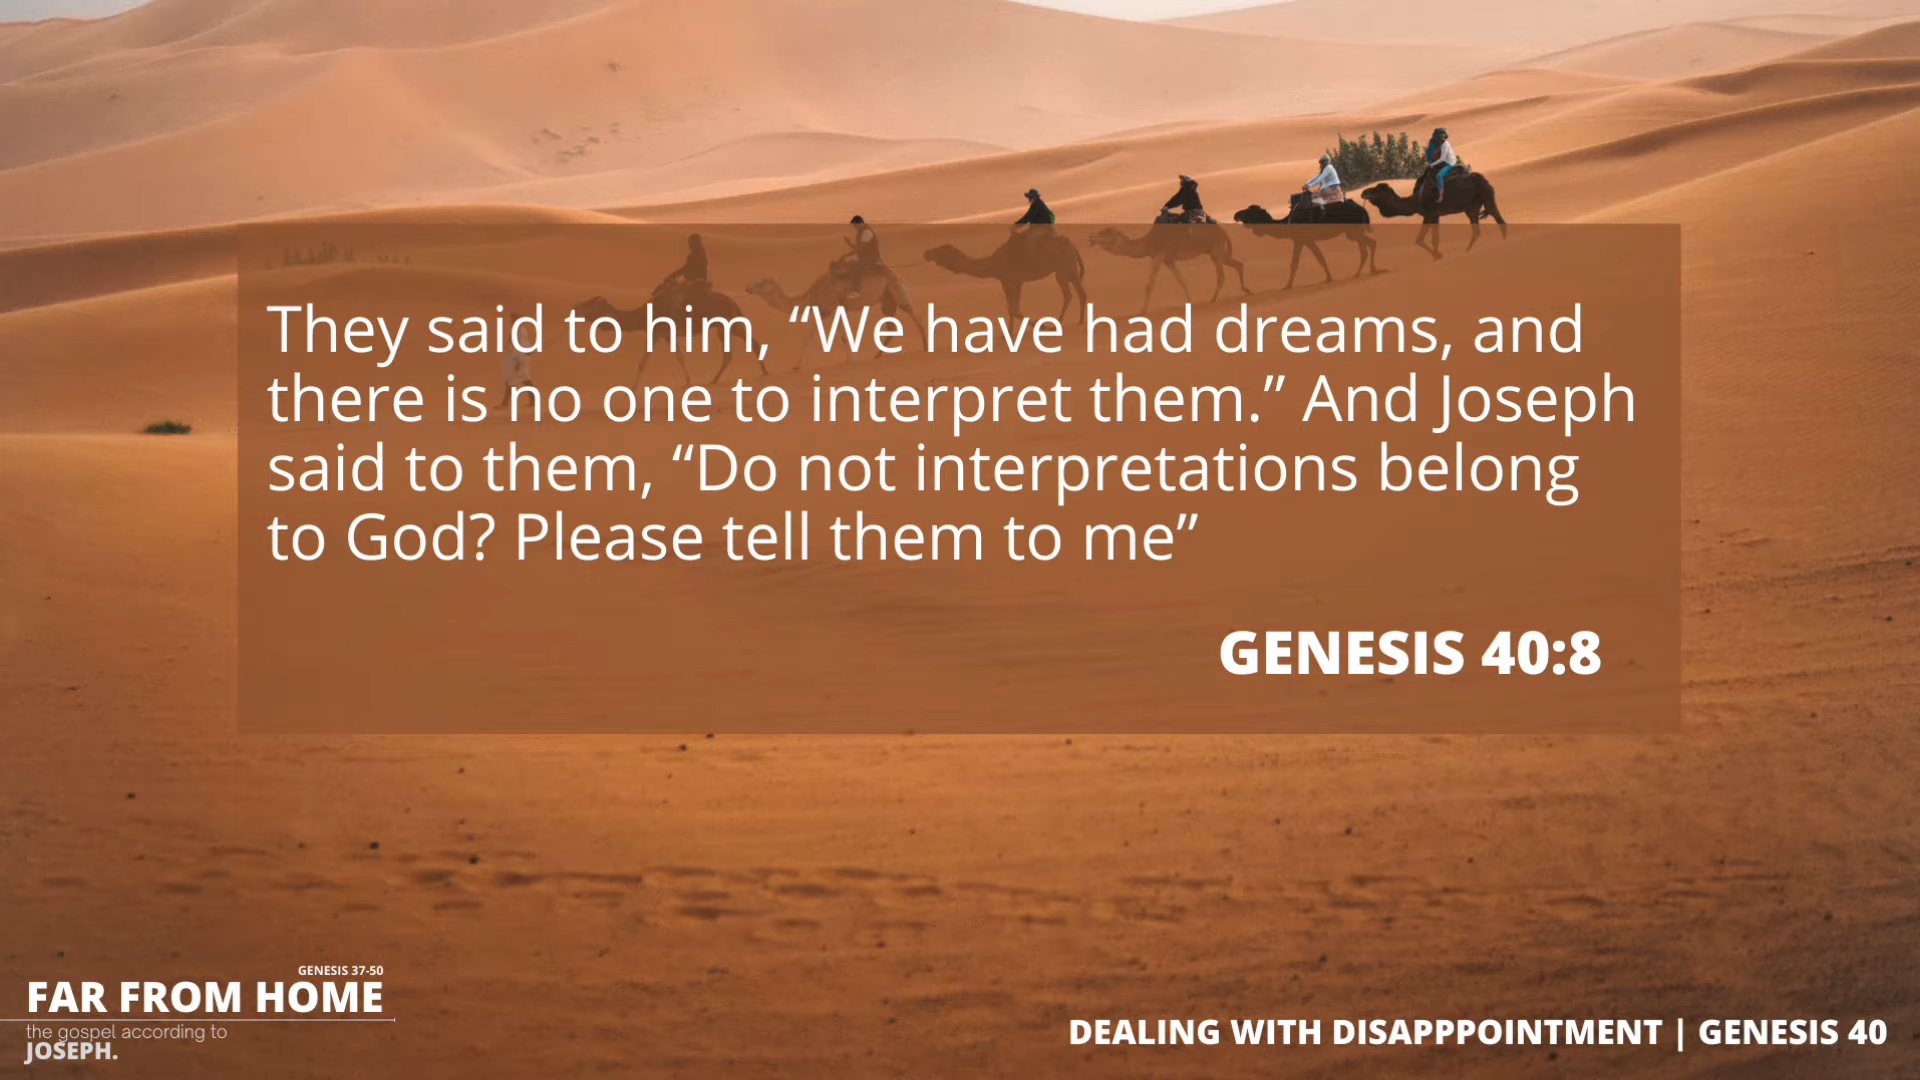 They said to him, “We have had dreams, and
there is no one to interpret them.” And Joseph
said to them, “Do not interpretations belong
to God? Please tell them to me”
GENESIS 40:8
GENESIS 37-50
FAR FROM HOME
the gospel according to
JOSEPH.
DEALING WITH DISAPPPOINTMENT | GENESIS 40